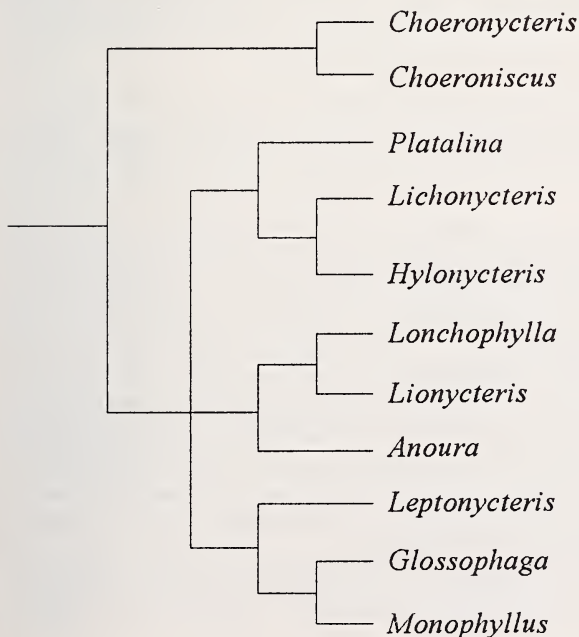 Choeronycteris
Choeroniscus
Platalina
Lichonycteris
Hylonycteris
Lonchophylla
Lionycteris
Anoura
Leptonycteris
Glossophaga
Monophyllus